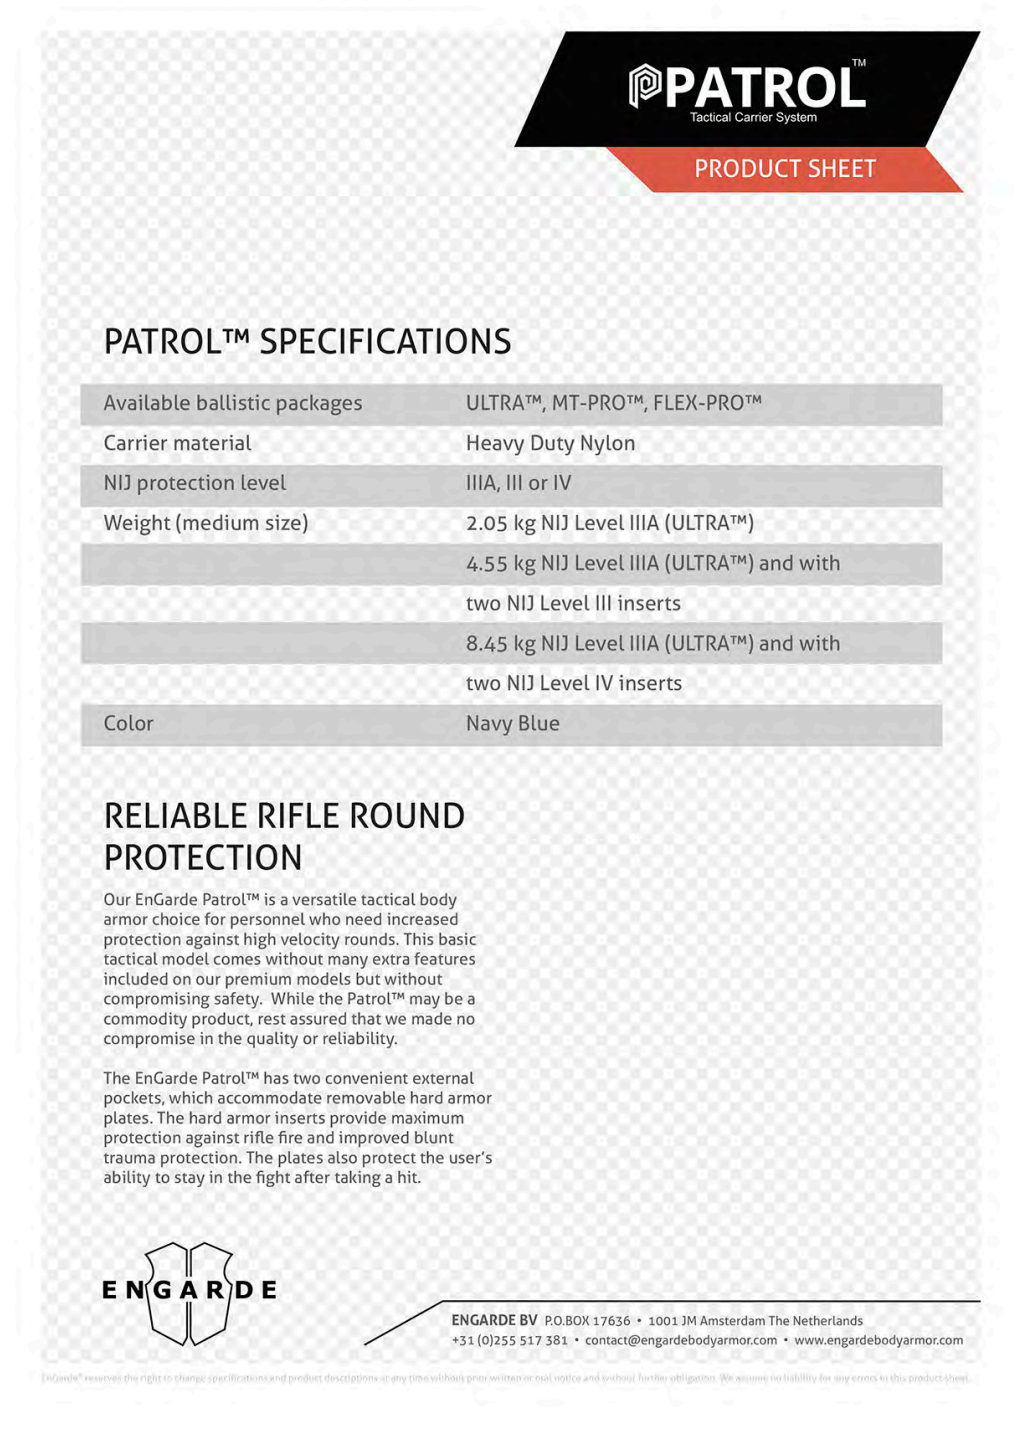 PATROL™
Tactical Carrier System
PRODUCT SHEET
PATROL™ SPECIFICATIONS
Available ballistic packages ULTRA™, MT-PRO™, FLEX-PRO™
Carrier material Heavy Duty Nylon
NIJ protection level IIIA, III or IV
Weight (medium size) 2.05 kg NIJ Level IIIA (ULTRA™)
4.55 kg NIJ Level IIIA (ULTRA™) and with
two NIJ Level III inserts
8.45 kg NIJ Level IIIA (ULTRA™) and with
two NIJ Level IV inserts
Color Navy Blue
RELIABLE RIFLE ROUND
PROTECTION
Our EnGarde Patrol™ is a versatile tactical body
armor choice for personnel who need increased
protection against high velocity rounds. This basic
tactical model comes without many extra features
included on our premium models but without
compromising safety. While the Patrol™ may be a
commodity product, rest assured that we made no
compromise in the quality or reliability.
The EnGarde Patrol™ has two convenient external
pockets, which accommodate removable hard armor
plates. The hard armor inserts provide maximum
protection against rifle fire and improved blunt
trauma protection. The plates also protect the user's
ability to stay in the fight after taking a hit.
ENGARDE
ENGARDE BV P.O.BOX 17636 • 1001 JM Amsterdam The Netherlands
+31 (0)255 517 381 • contact@engardebodyarmor.com • www.engardebodyarmor.com
EnGarde® reserves the right to change specifications and product descriptions at any time without prior written or oral notice and without further obligation. We assume no liability for any errors in this product sheet.